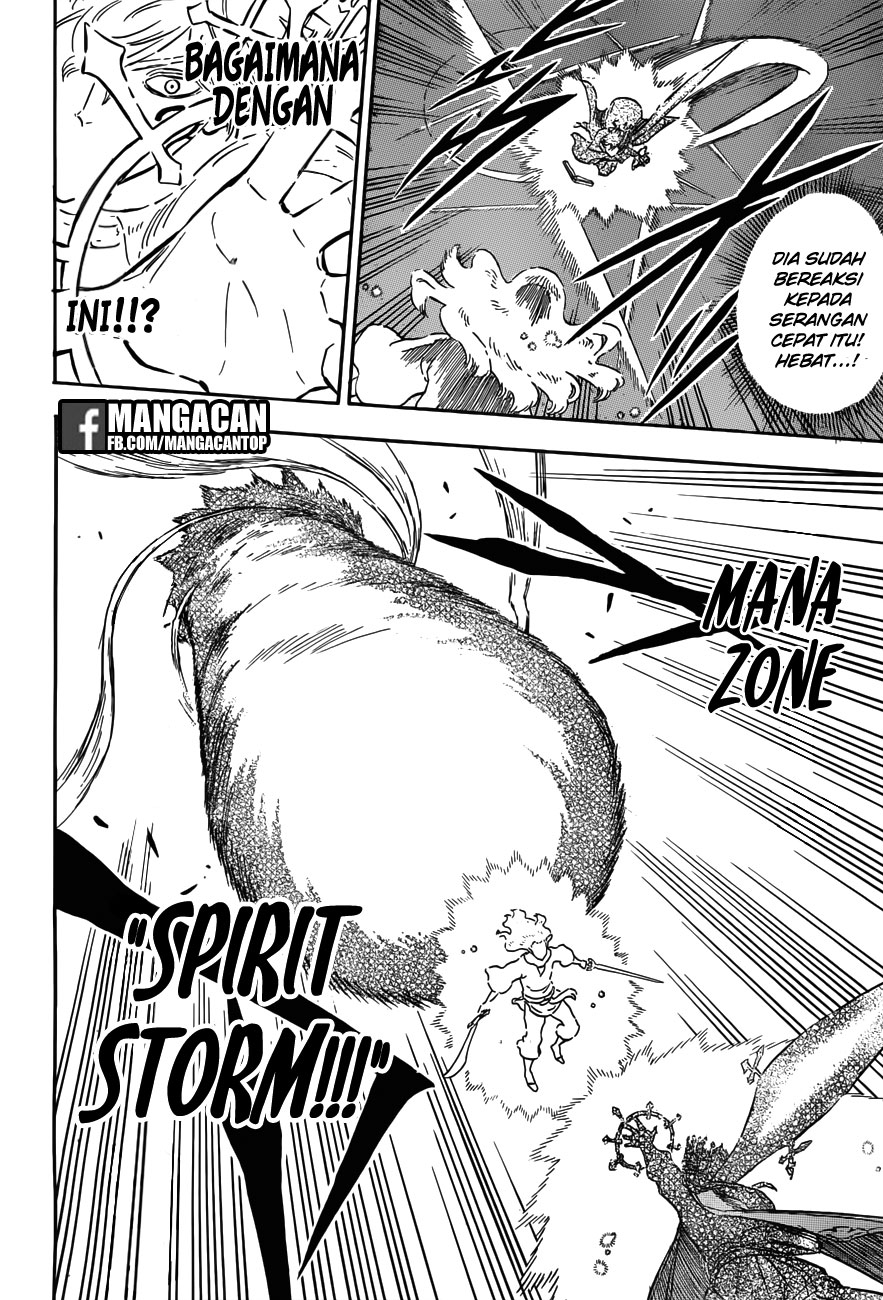 BAGAIMANA
DENGAN
INI!!?
DIA SUDAH
BEREAKSI
KEPADA
SERANGAN
CEPAT ITU!
HEBAT...!
f MANGACAN
FB.COM/MANGACANTOP
MANA
ZONE
"SPIRIT
STORM!!!"